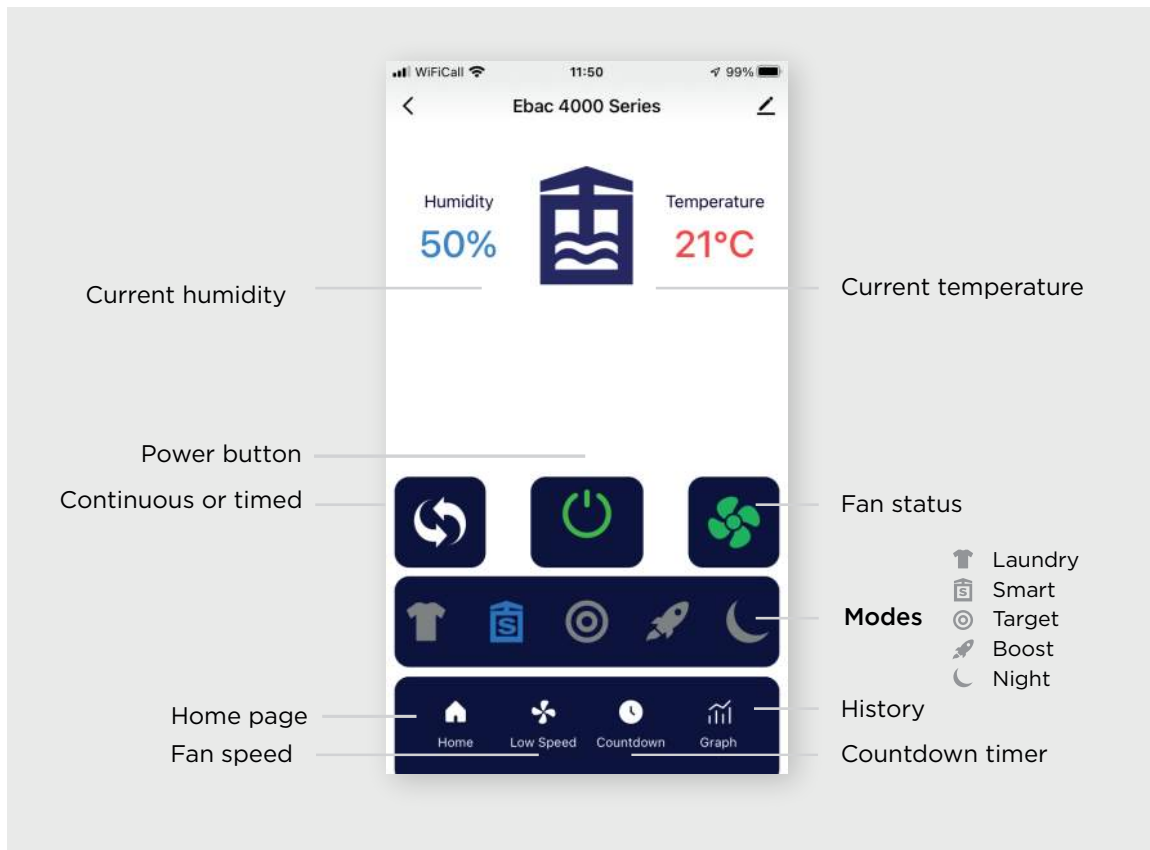 WiFiCall 11:50 99%
Ebac 4000 Series
Humidity
50%
Temperature
21°C
Current humidity
Current temperature
Power button
Continuous or timed
Fan status
S
Modes
Laundry
S Smart
Target
Boost
Night
Home
Low Speed
Countdown
Graph
Home page
Fan speed
History
Countdown timer